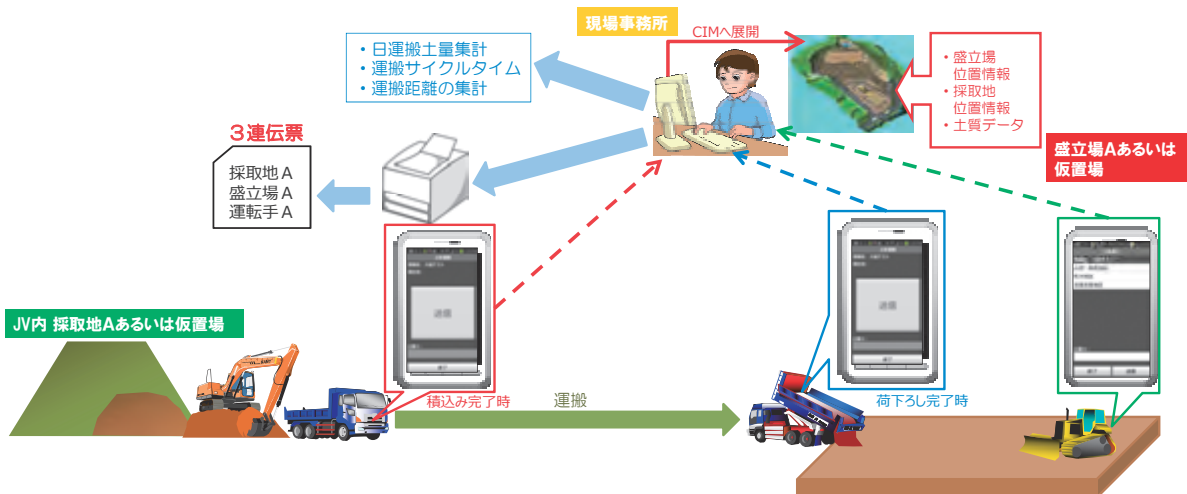 現場事務所
CIMへ展開
・日運搬土量集計
・運搬サイクルタイム
・運搬距離の集計
・盛立場
位置情報
・採取地
位置情報
・土質データ
3連伝票
採取地A
盛立場A
運転手A
盛立場Aあるいは
仮置場
JV内 採取地Aあるいは仮置場
送信
送信
積込み完了時
運搬
荷下ろし完了時